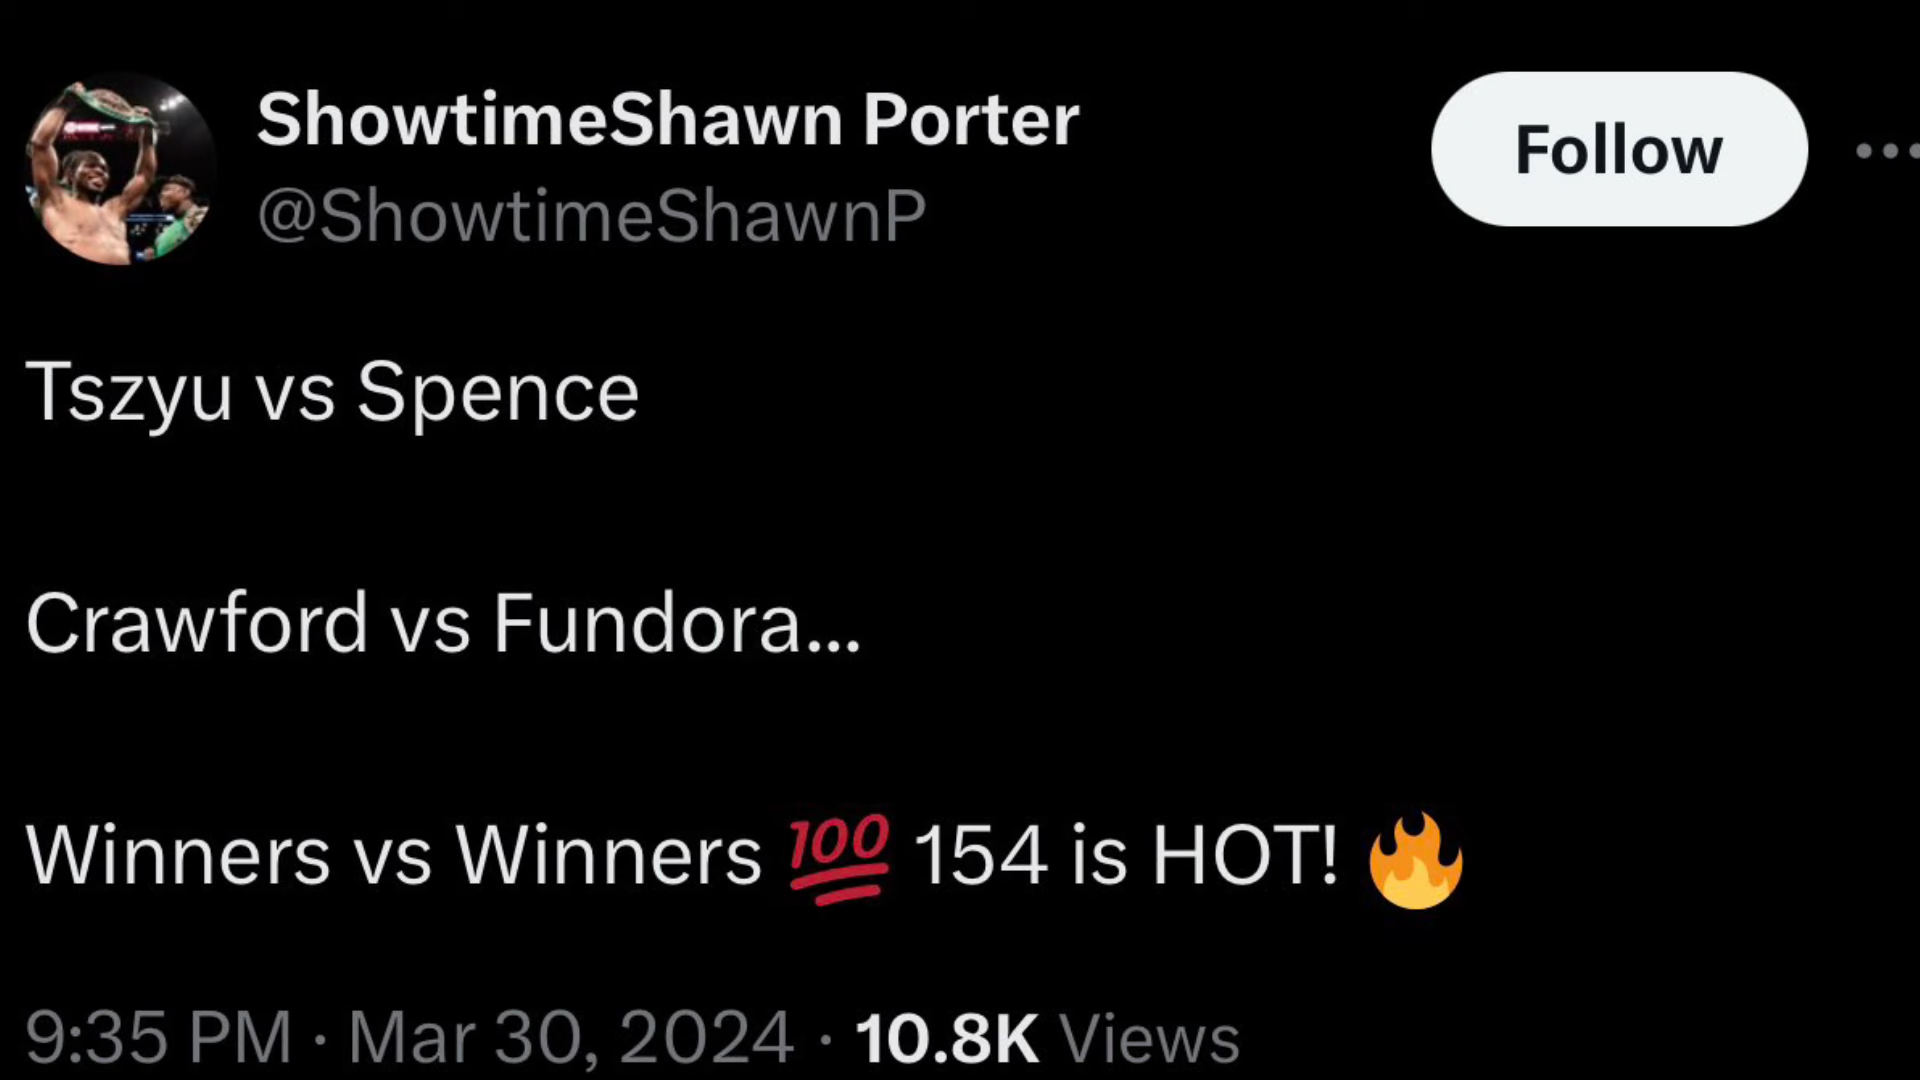 ShowtimeShawn Porter
@ShowtimeShawnP
Follow
Tszyu vs Spence
Crawford vs Fundora...
Winners vs Winners 💯 154 is HOT! 🔥
9:35 PM · Mar 30, 2024 · 10.8K Views